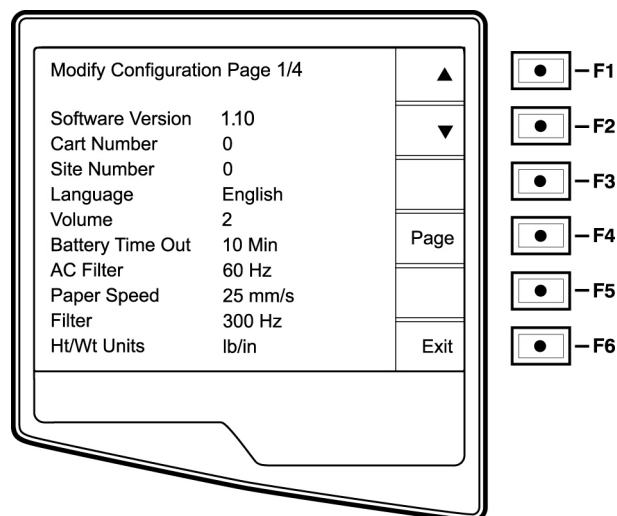 Modify Configuration Page 1/4
▲
Software Version 1.10
▼
Cart Number 0
Site Number 0
Language English
Volume 2
Battery Time Out 10 Min
Page
AC Filter 60 Hz
Paper Speed 25 mm/s
Filter 300 Hz
Ht/Wt Units lb/in
Exit
F1
F2
F3
F4
F5
F6